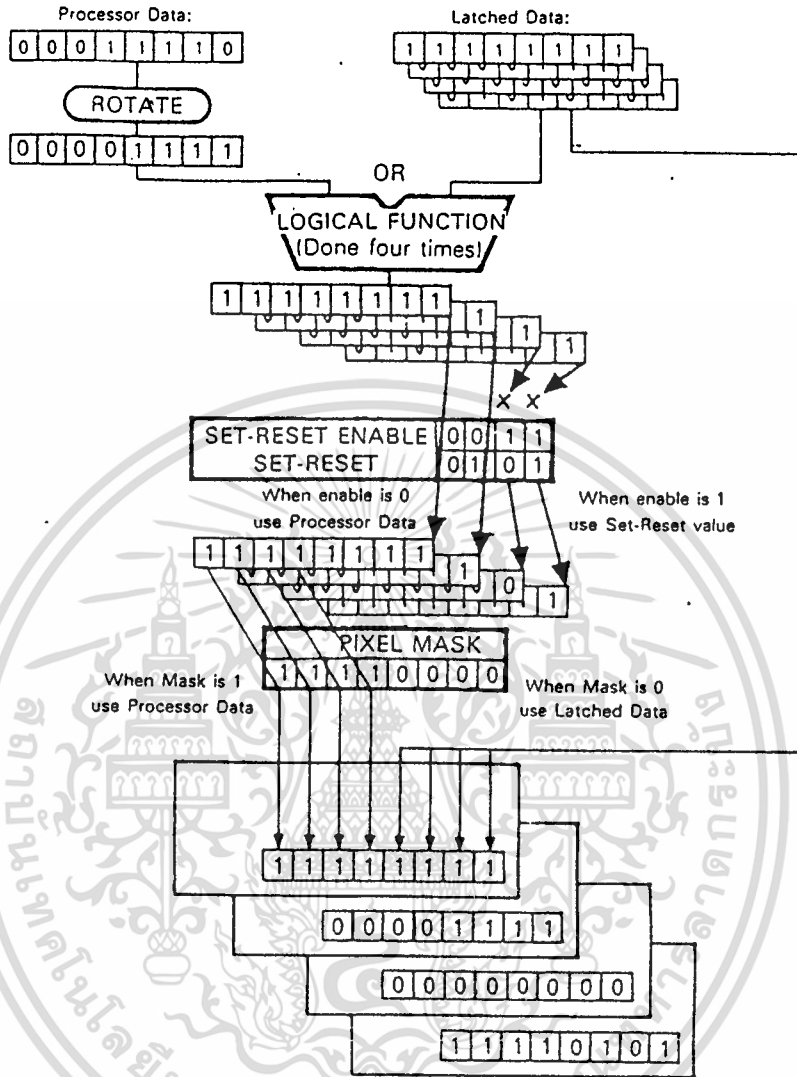 Processor Data:
Latched Data:
0 0 0 1 1 1 1 0
1 1 1 1 1 1 1 1
ROTATE
0 0 0 0 1 1 1 1
OR
LOGICAL FUNCTION
(Done four times)
1 1 1 1 1 1 1 1
1
1
1
x x
SET-RESET ENABLE 0 0 1 1
SET-RESET 0 1 0 1
When enable is 0
use Processor Data
When enable is 1
use Set-Reset value
1 1 1 1 1 1 1 1
1
0
1
PIXEL MASK
1 1 1 1 0 0 0 0
When Mask is 1
use Processor Data
When Mask is 0
use Latched Data
1 1 1 1 1 1 1 1
0 0 0 0 1 1 1 1
0 0 0 0 0 0 0 0
1 1 1 1 0 1 0 1